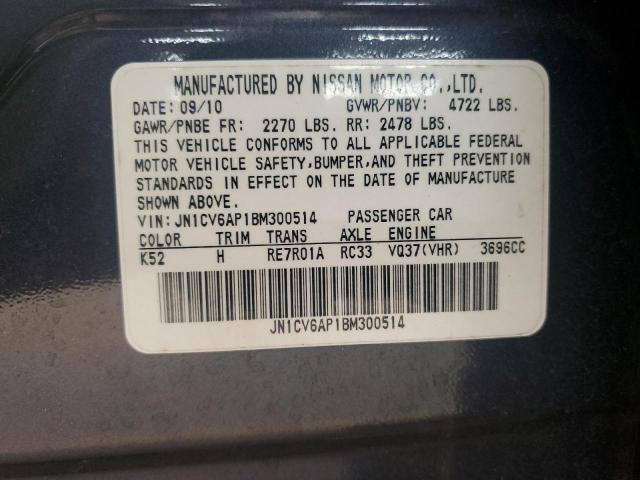 MANUFACTURED BY NISSAN MOTOR CO.,LTD.
DATE: 09/10 GVWR/PNBV: 4722 LBS.
GAWR/PNBE FR: 2270 LBS. RR: 2478 LBS.
THIS VEHICLE CONFORMS TO ALL APPLICABLE FEDERAL
MOTOR VEHICLE SAFETY,BUMPER,AND THEFT PREVENTION
STANDARDS IN EFFECT ON THE DATE OF MANUFACTURE
SHOWN ABOVE.
VIN: JN1CV6AP1BM300514 PASSENGER CAR
COLOR TRIM TRANS AXLE ENGINE
K52 H RE7R01A RC33 VQ37(VHR) 3696CC
JN1CV6AP1BM300514